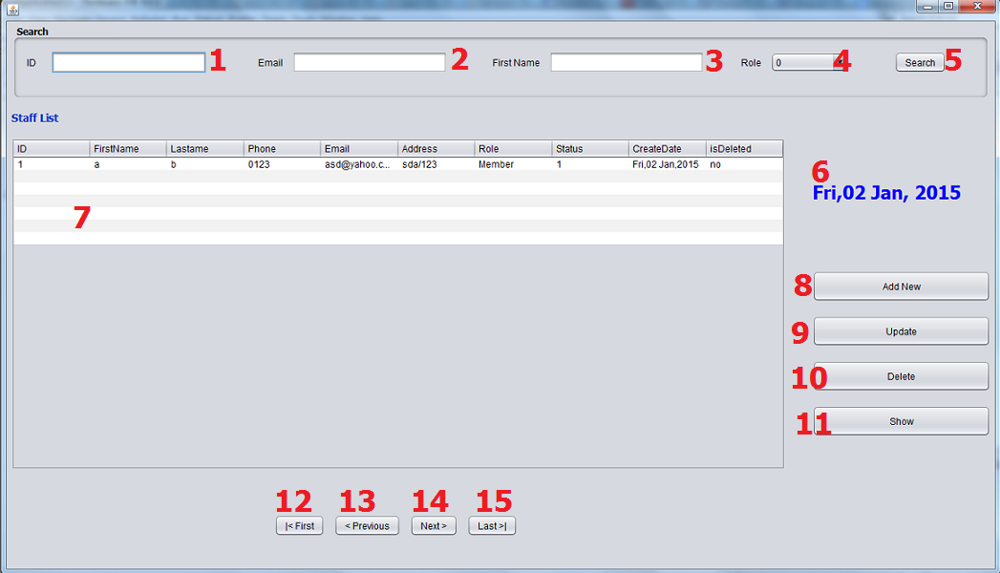 Search
ID 1 Email 2 First Name 3 Role 0 4 Search 5
Staff List
ID FirstName Lastame Phone Email Address Role Status CreateDate isDeleted
1 a b 0123 asd@yahoo.c... sda/123 Member 1 Fri,02 Jan,2015 no
6
Fri,02 Jan, 2015
7
8 Add New
9 Update
10 Delete
11 Show
12 13 14 15
|< First < Previous Next > Last >|